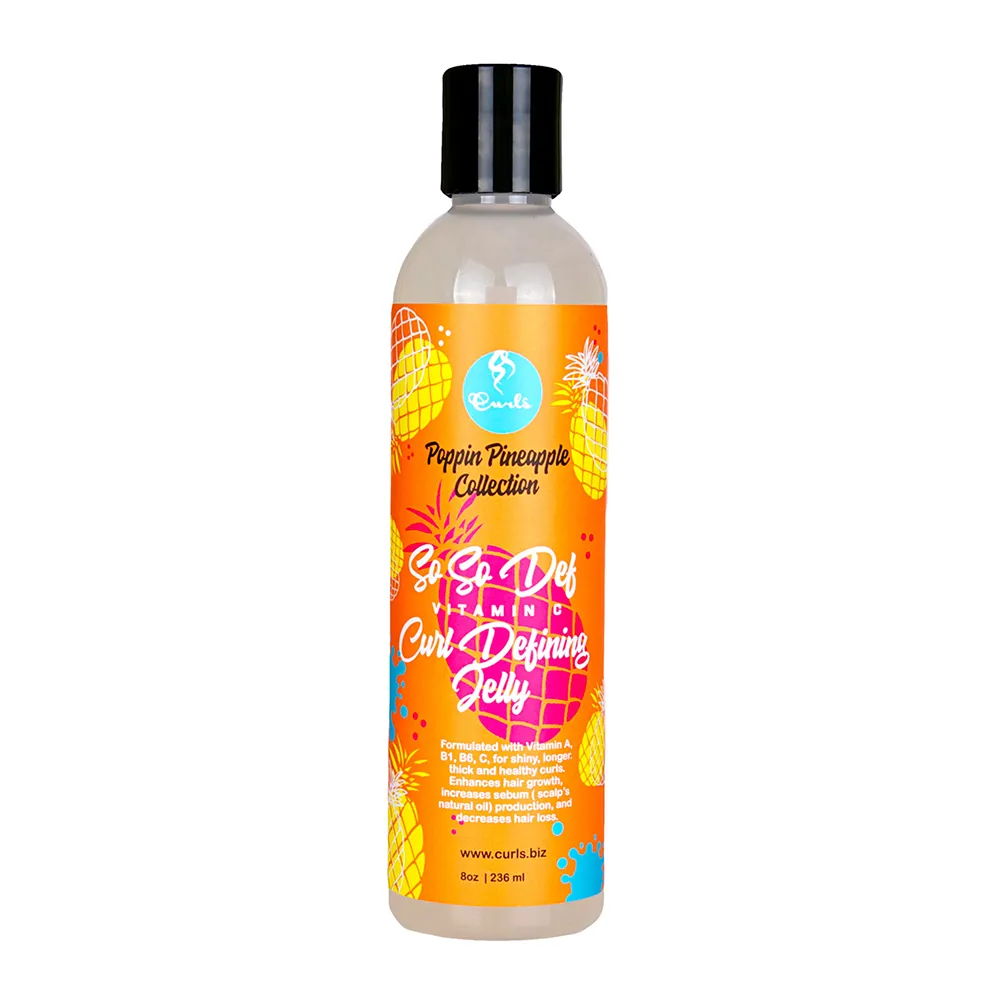 Curls
Poppin Pineapple
Collection
So So Def
VITAMIN C
Curl Defining
Jelly
Formulated with Vitamin A,
B1, B6, C, for shiny, longer.
thick and healthy curls.
Enhances hair growth,
increases sebum ( scalp's
natural oil) production, and
decreases hair loss.
www.curls.biz
8oz | 236 ml